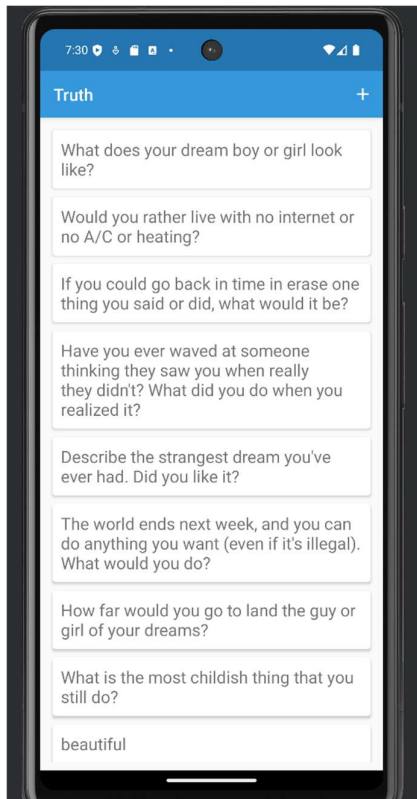 7:30
Truth +
What does your dream boy or girl look
like?
Would you rather live with no internet or
no A/C or heating?
If you could go back in time in erase one
thing you said or did, what would it be?
Have you ever waved at someone
thinking they saw you when really
they didn't? What did you do when you
realized it?
Describe the strangest dream you've
ever had. Did you like it?
The world ends next week, and you can
do anything you want (even if it's illegal).
What would you do?
How far would you go to land the guy or
girl of your dreams?
What is the most childish thing that you
still do?
beautiful